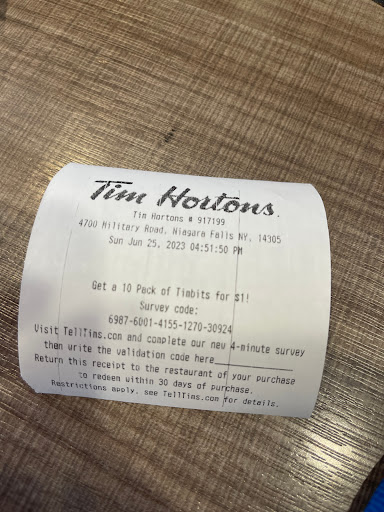 Tim Hortons.
Tim Hortons # 917199
4700 Military Road, Niagara Falls NY, 14305
Sun Jun 25, 2023 04:51:50 PM
Get a 10 Pack of Timbits for $1!
Survey code:
6987-6001-4155-1270-30924
Visit TellTims.com and complete our new 4-minute survey
then write the validation code here______________
Return this receipt to the restaurant of your purchase
to redeem within 30 days of purchase.
Restrictions apply, see TellTims.com for details.